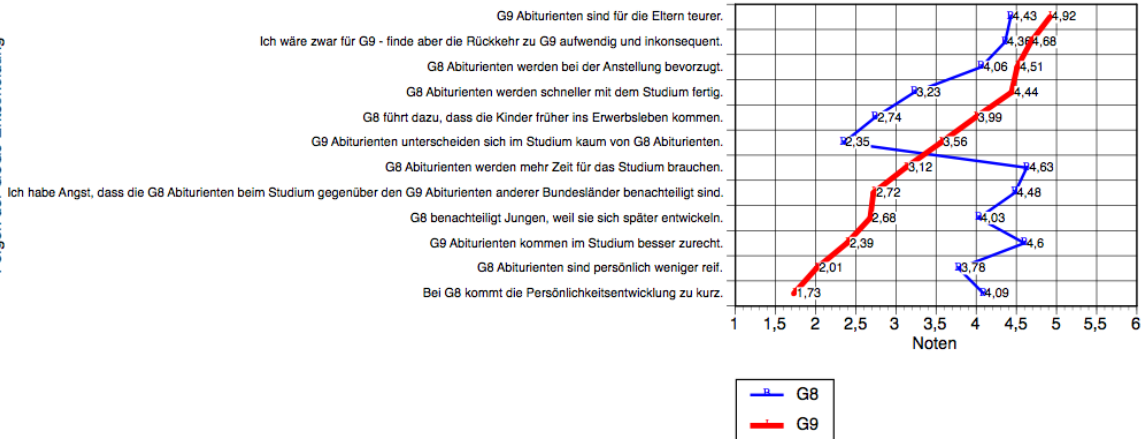 G9 Abiturienten sind für die Eltern teurer. 4,43 4,92
Ich wäre zwar für G9 - finde aber die Rückkehr zu G9 aufwendig und inkonsequent. 4,36 4,68
G8 Abiturienten werden bei der Anstellung bevorzugt. 4,06 4,51
G8 Abiturienten werden schneller mit dem Studium fertig. 3,23 4,44
G8 führt dazu, dass die Kinder früher ins Erwerbsleben kommen. 2,74 3,99
G9 Abiturienten unterscheiden sich im Studium kaum von G8 Abiturienten. 2,35 3,56
G8 Abiturienten werden mehr Zeit für das Studium brauchen. 3,12 4,63
Ich habe Angst, dass die G8 Abiturienten beim Studium gegenüber den G9 Abiturienten anderer Bundesländer benachteiligt sind. 2,72 4,48
G8 benachteiligt Jungen, weil sie sich später entwickeln. 2,68 4,03
G9 Abiturienten kommen im Studium besser zurecht. 2,39 4,6
G8 Abiturienten sind persönlich weniger reif. 2,01 3,78
Bei G8 kommt die Persönlichkeitsentwicklung zu kurz. 1,73 4,09
1 1,5 2 2,5 3 3,5 4 4,5 5 5,5 6
Noten
G8
G9